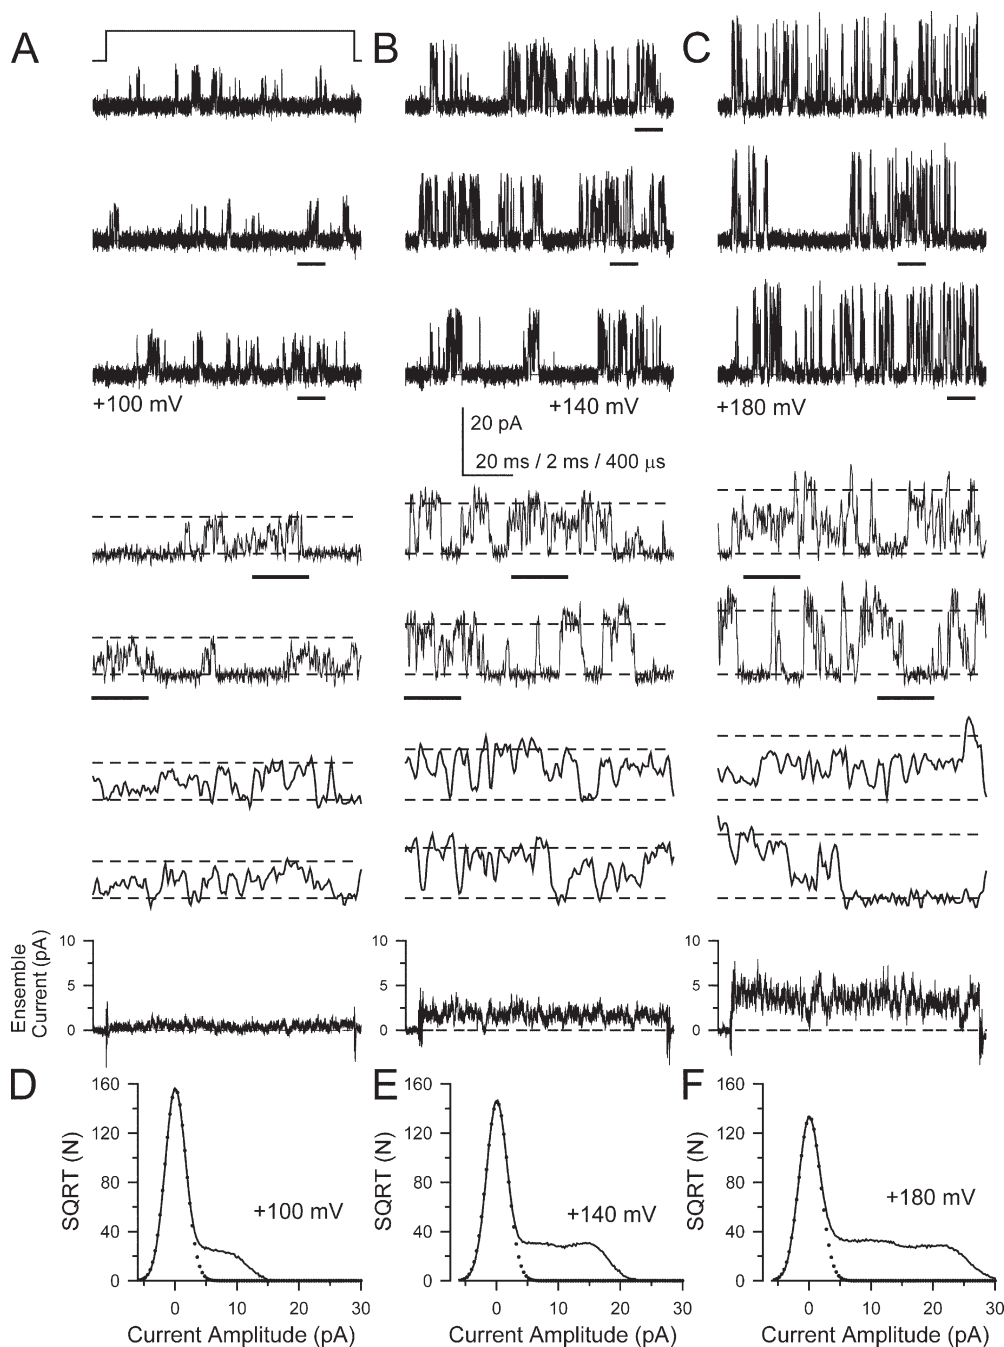 A
B
C
+100 mV
+140 mV
+180 mV
20 pA
20 ms / 2 ms / 400 μs
Ensemble
Current (pA)
10
5
0
10
5
0
10
5
0
D
E
F
SQRT (N)
160
120
80
40
0
+100 mV
0
10
20
30
Current Amplitude (pA)
SQRT (N)
160
120
80
40
0
+140 mV
0
10
20
30
Current Amplitude (pA)
SQRT (N)
160
120
80
40
0
+180 mV
0
10
20
30
Current Amplitude (pA)